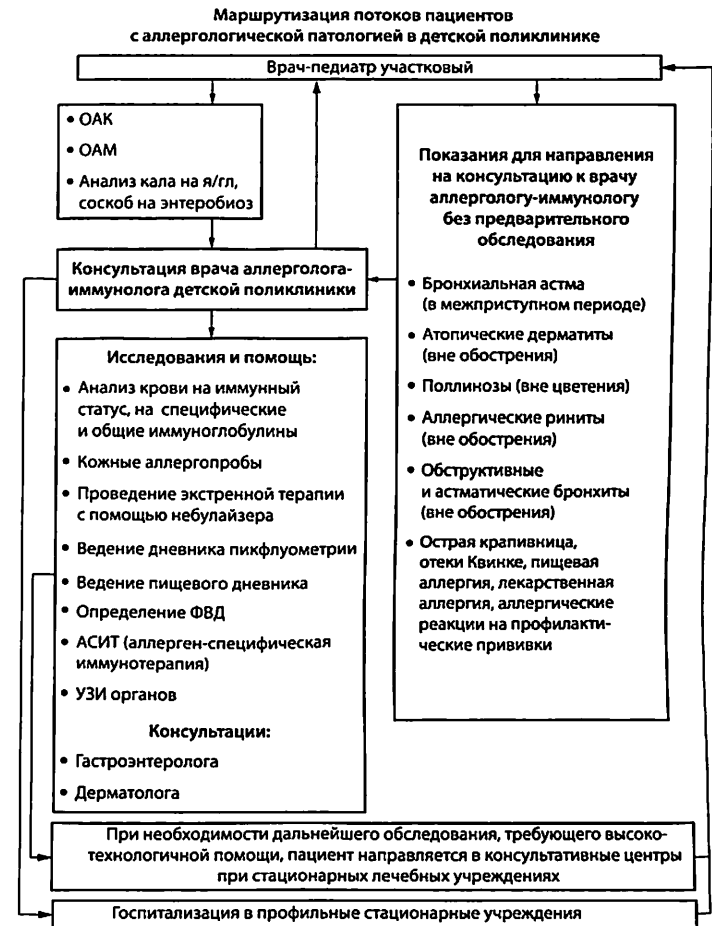 Маршрутизация потоков пациентов
с аллергологической патологией в детской поликлинике
Врач-педиатр участковый
• ОАК
• ОАМ
• Анализ кала на я/гл,
соскоб на энтеробиоз
Консультация врача аллерголога-
иммунолога детской поликлиники
Исследования и помощь:
• Анализ крови на иммунный
статус, на специфические
и общие иммуноглобулины
• Кожные аллергопробы
• Проведение экстренной терапии
с помощью небулайзера
• Ведение дневника пикфлуометрии
• Ведение пищевого дневника
• Определение ФВД
• АСИТ (аллерген-специфическая
иммунотерапия)
• УЗИ органов
Консультации:
• Гастроэнтеролога
• Дерматолога
Показания для направления
на консультацию к врачу
аллергологу-иммунологу
без предварительного
обследования
• Бронхиальная астма
(в межприступном периоде)
• Атопические дерматиты
(вне обострения)
• Поллинозы (вне цветения)
• Аллергические риниты
(вне обострения)
• Обструктивные
и астматические бронхиты
(вне обострения)
• Острая крапивница,
отеки Квинке, пищевая
аллергия, лекарственная
аллергия, аллергические
реакции на профилакти-
ческие прививки
При необходимости дальнейшего обследования, требующего высоко-
технологичной помощи, пациент направляется в консультативные центры
при стационарных лечебных учреждениях
Госпитализация в профильные стационарные учреждения